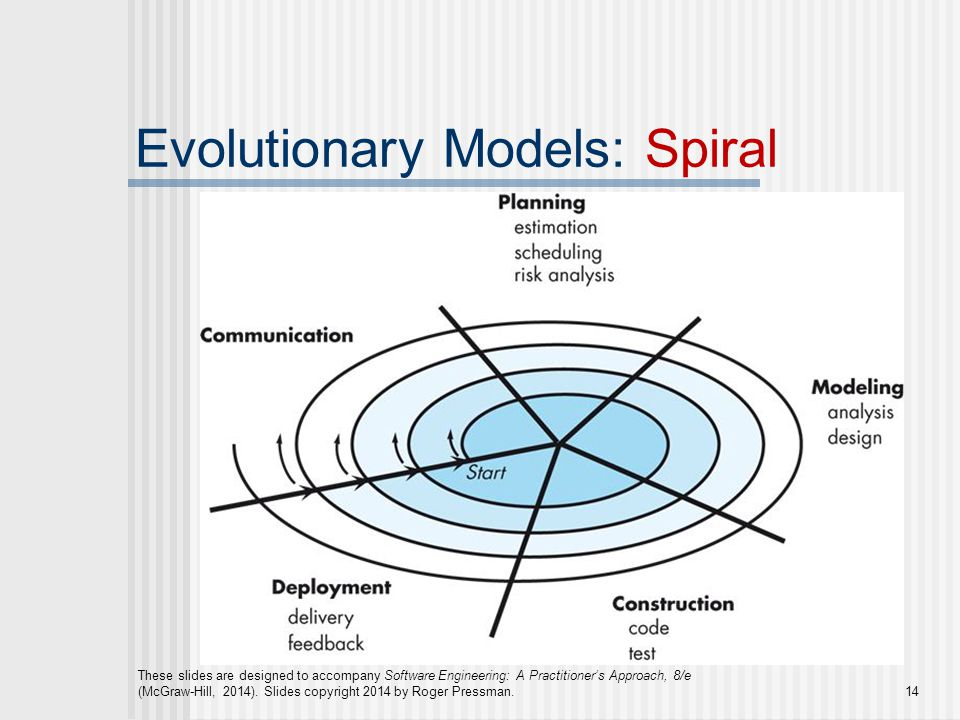 Evolutionary Models: Spiral
Planning
estimation
scheduling
risk analysis
Communication
Modeling
analysis
design
Start
Deployment
delivery
feedback
Construction
code
test
These slides are designed to accompany Software Engineering: A Practitioner’s Approach, 8/e
(McGraw-Hill, 2014). Slides copyright 2014 by Roger Pressman.
14